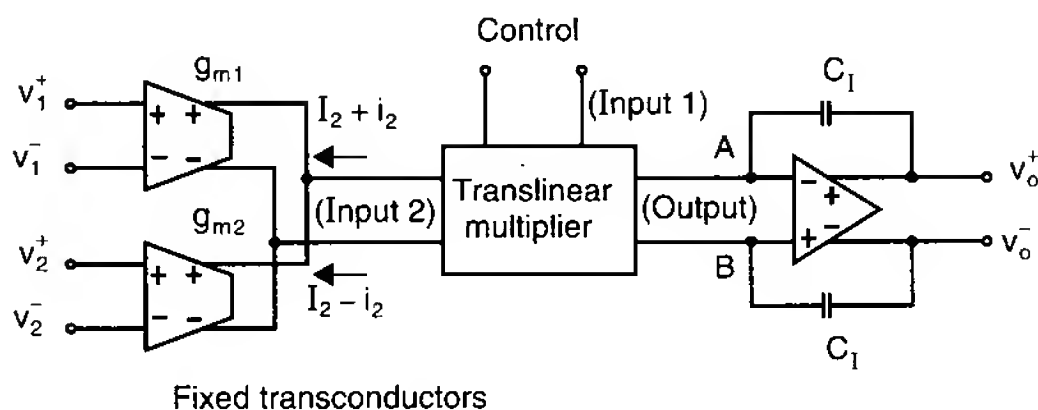 Control
g_m1
v_1^+
+ +
I_2 + i_2
(Input 1)
C_I
v_1^-
- -
A
Translinear
multiplier
(Input 2)
(Output)
-
+
+
-
v_o^+
v_o^-
g_m2
v_2^+
+ +
I_2 - i_2
B
v_2^-
- -
C_I
Fixed transconductors